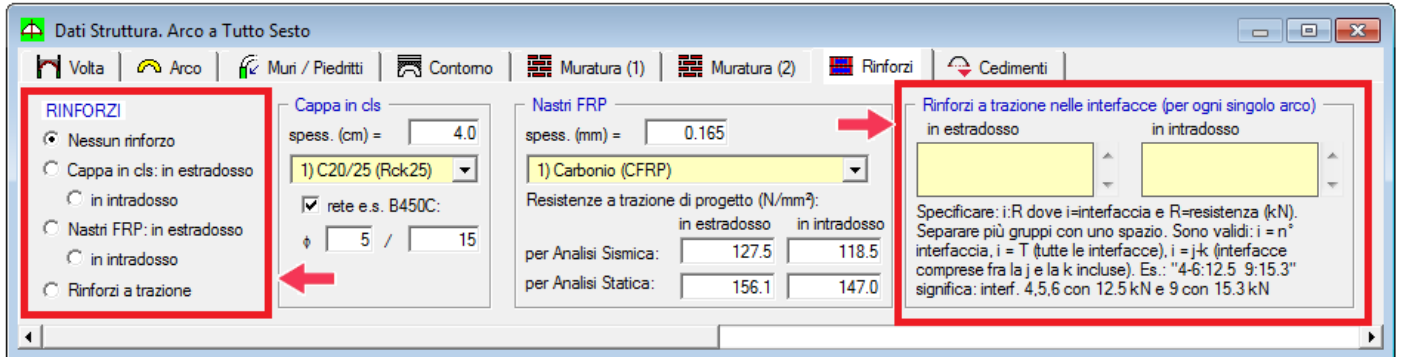 Dati Struttura. Arco a Tutto Sesto
Volta
Arco
Muri / Piedritti
Contorno
Muratura (1)
Muratura (2)
Rinforzi
Cedimenti
RINFORZI
Nessun rinforzo
Cappa in cls: in estradosso
in intradosso
Nastri FRP: in estradosso
in intradosso
Rinforzi a trazione
Cappa in cls
spess. (cm) = 4.0
1) C20/25 (Rck25)
rete e.s. B450C:
ϕ 5 / 15
Nastri FRP
spess. (mm) = 0.165
1) Carbonio (CFRP)
Resistenze a trazione di progetto (N/mm²):
in estradosso in intradosso
per Analisi Sismica: 127.5 118.5
per Analisi Statica: 156.1 147.0
Rinforzi a trazione nelle interfacce (per ogni singolo arco)
in estradosso in intradosso
Specificare: i:R dove i=interfaccia e R=resistenza (kN).
Separare più gruppi con uno spazio. Sono validi: i = n°
interfaccia, i = T (tutte le interfacce), i = j-k (interfacce
comprese fra la j e la k incluse). Es.: "4-6:12.5 9:15.3"
significa: interf. 4,5,6 con 12.5 kN e 9 con 15.3 kN